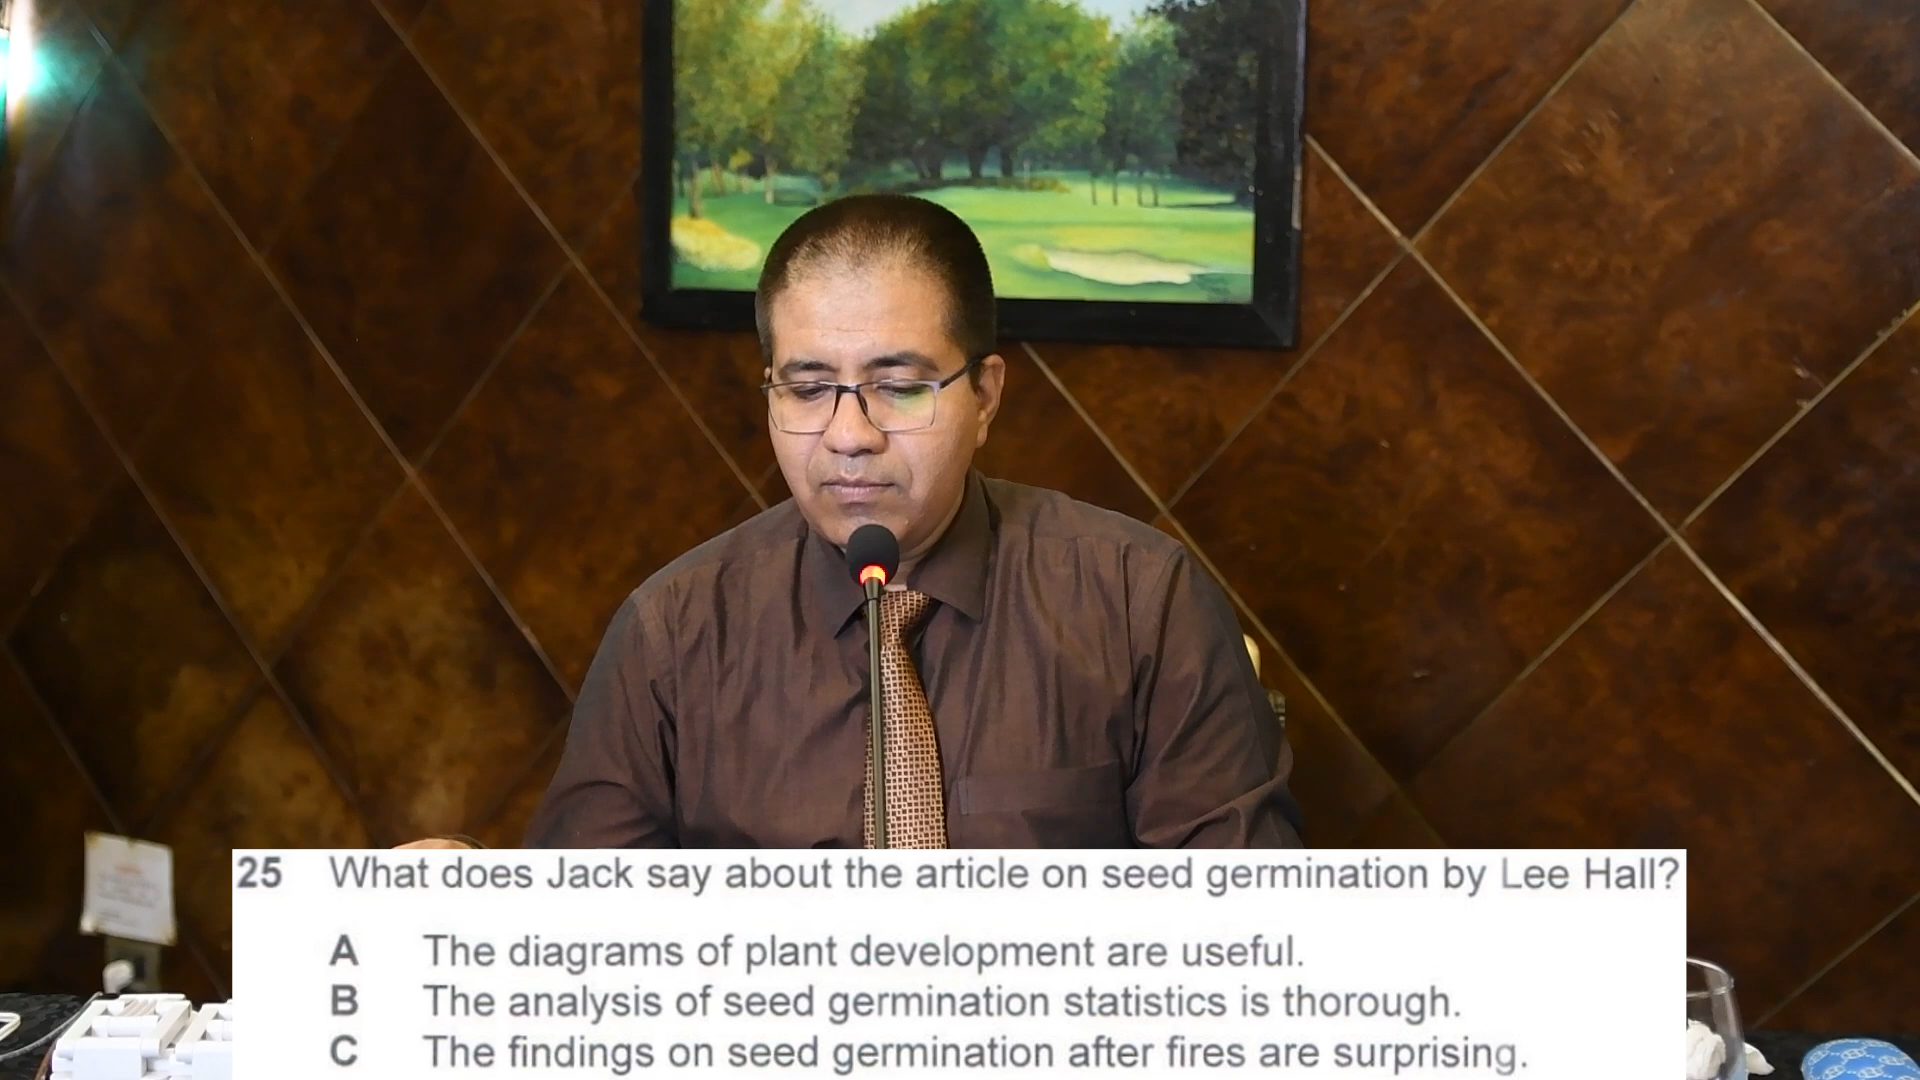 25 What does Jack say about the article on seed germination by Lee Hall?
A The diagrams of plant development are useful.
B The analysis of seed germination statistics is thorough.
C The findings on seed germination after fires are surprising.